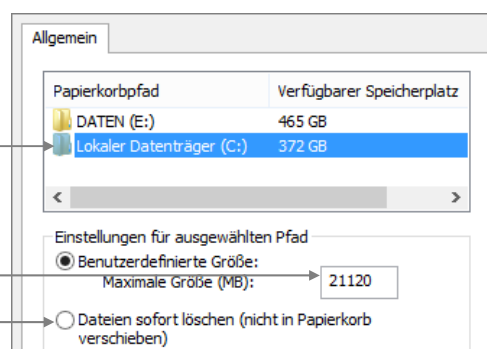 Allgemein
Papierkorbpfad Verfügbarer Speicherplatz
DATEN (E:) 465 GB
Lokaler Datenträger (C:) 372 GB
Einstellungen für ausgewählten Pfad
Benutzerdefinierte Größe:
Maximale Größe (MB): 21120
Dateien sofort löschen (nicht in Papierkorb
verschieben)